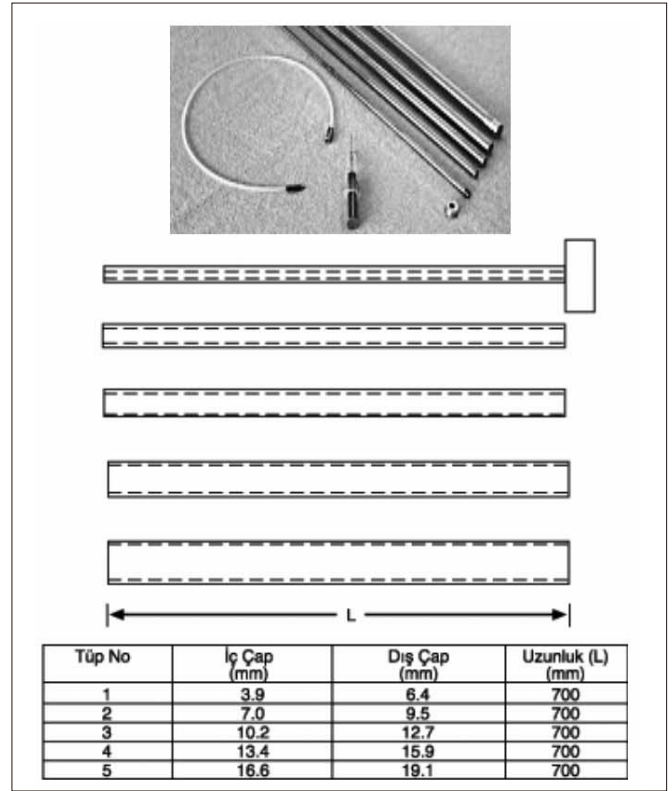 L
Tüp No İç Çap (mm) Dış Çap (mm) Uzunluk (L) (mm)
1 3.9 6.4 700
2 7.0 9.5 700
3 10.2 12.7 700
4 13.4 15.9 700
5 16.6 19.1 700